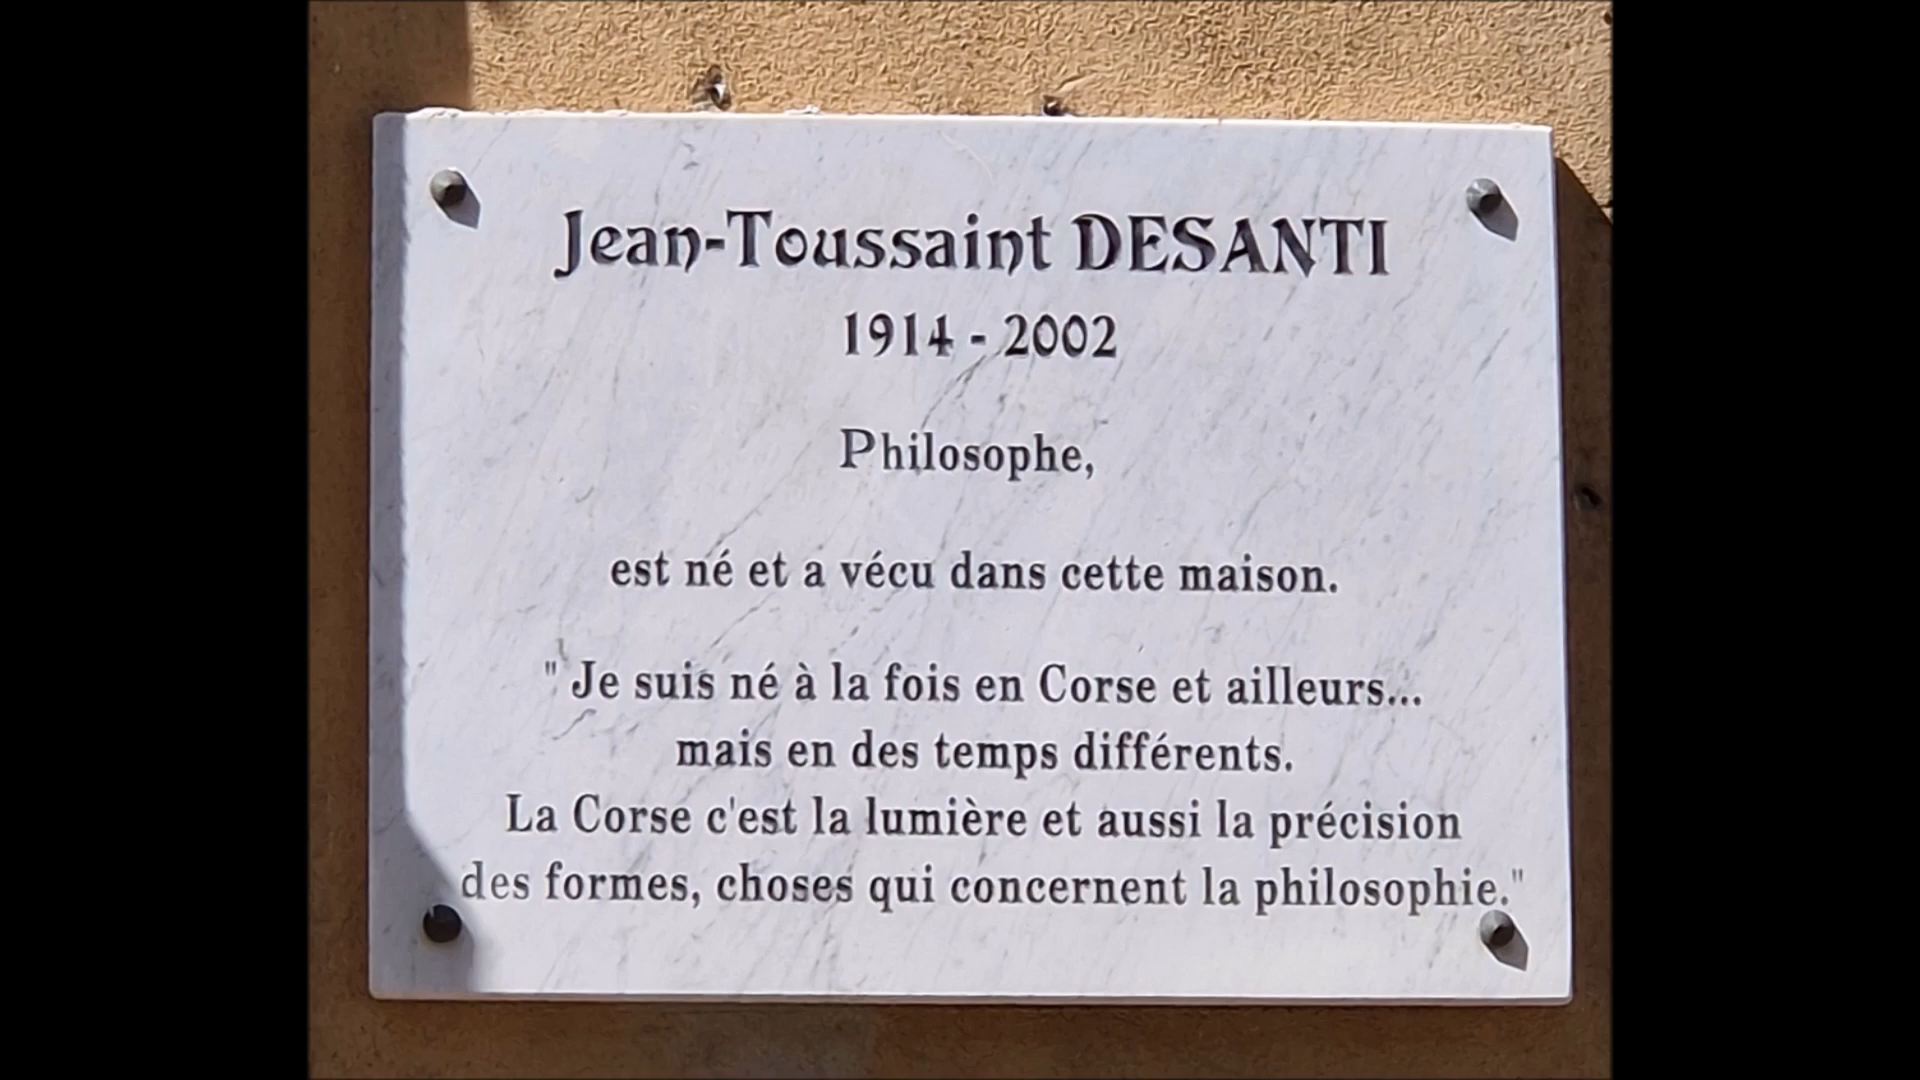 Jean-Toussaint DESANTI
1914 - 2002
Philosophe,
est né et a vécu dans cette maison.
" Je suis né à la fois en Corse et ailleurs...
mais en des temps différents.
La Corse c'est la lumière et aussi la précision
des formes, choses qui concernent la philosophie."